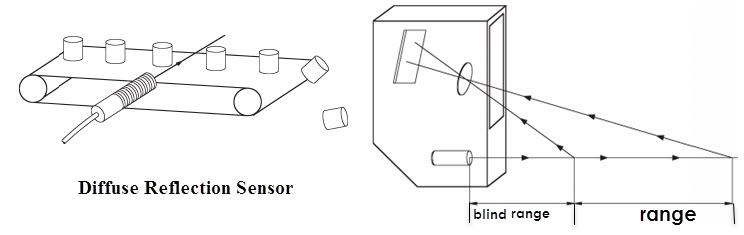 Diffuse Reflection Sensor
blind range
range